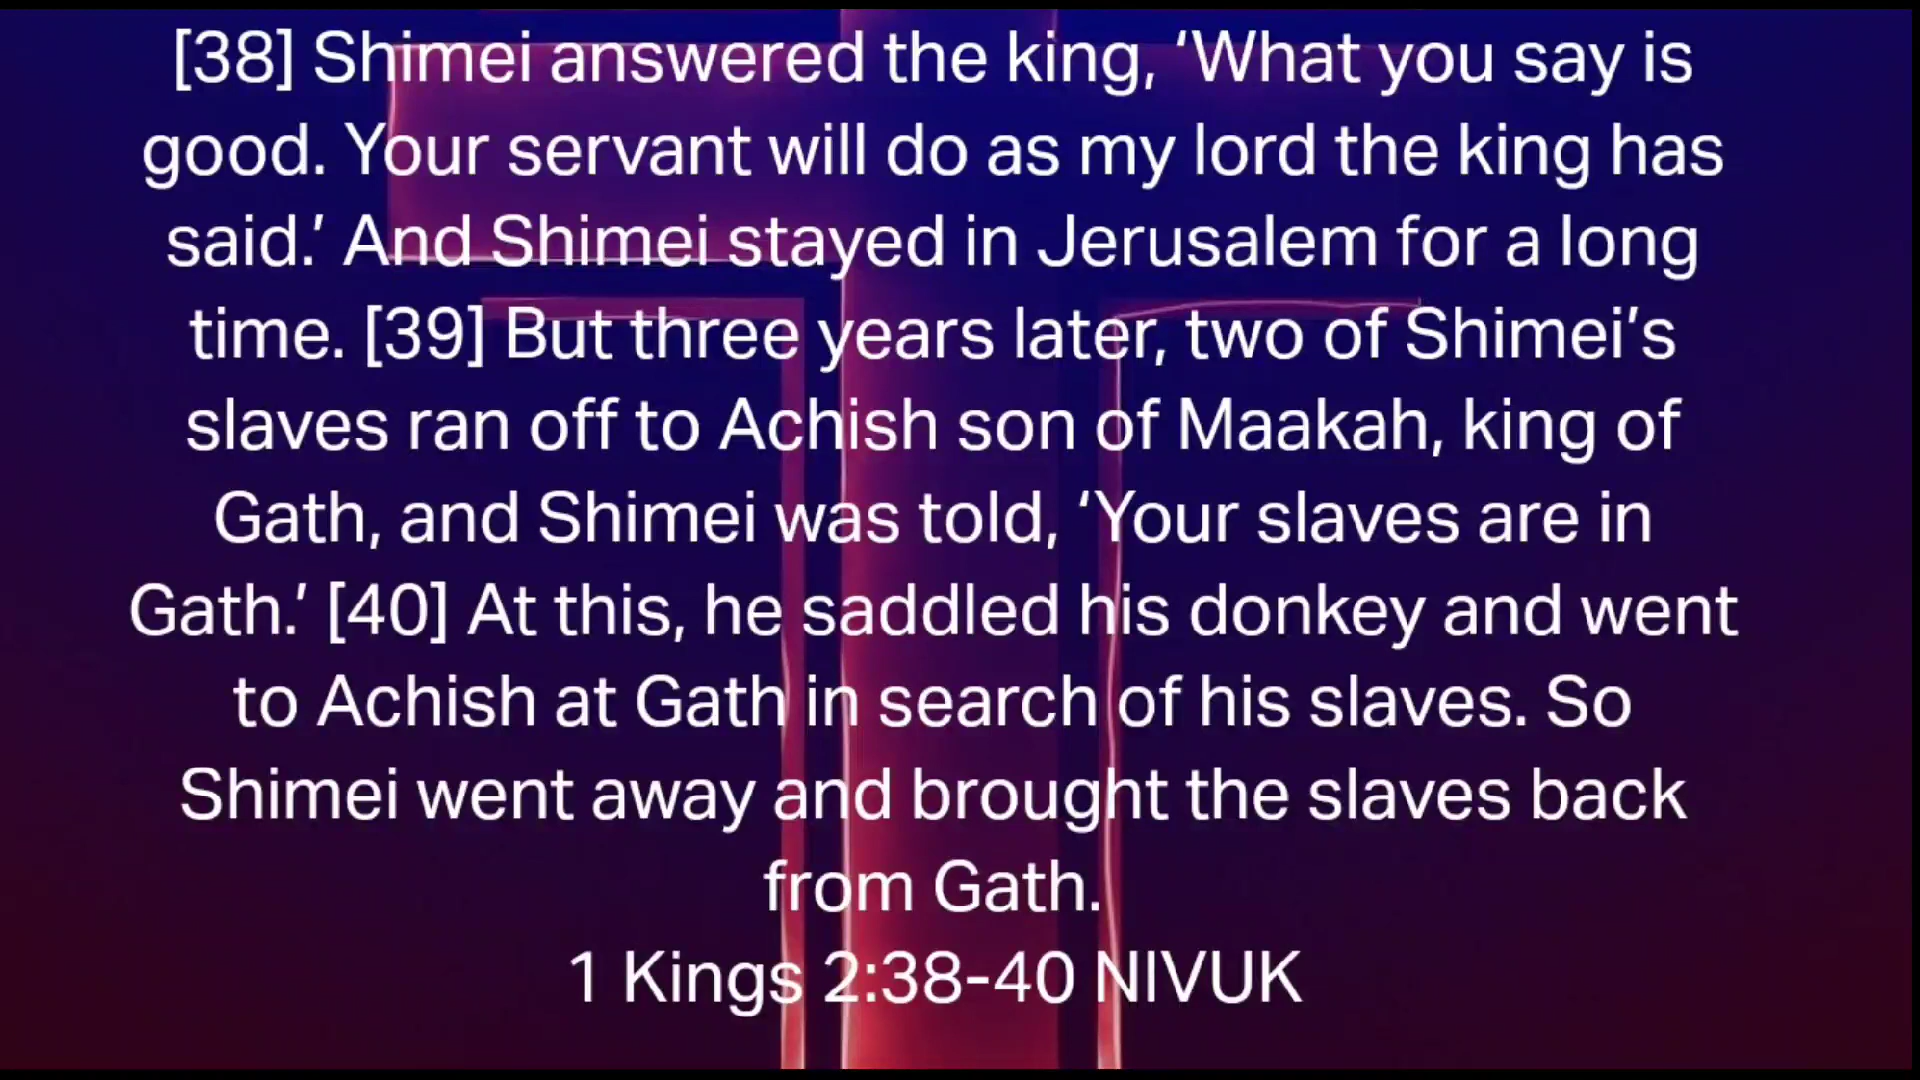 [38] Shimei answered the king, ‘What you say is
good. Your servant will do as my lord the king has
said.’ And Shimei stayed in Jerusalem for a long
time. [39] But three years later, two of Shimei’s
slaves ran off to Achish son of Maakah, king of
Gath, and Shimei was told, ‘Your slaves are in
Gath.’ [40] At this, he saddled his donkey and went
to Achish at Gath in search of his slaves. So
Shimei went away and brought the slaves back
from Gath.
1 Kings 2:38-40 NIVUK